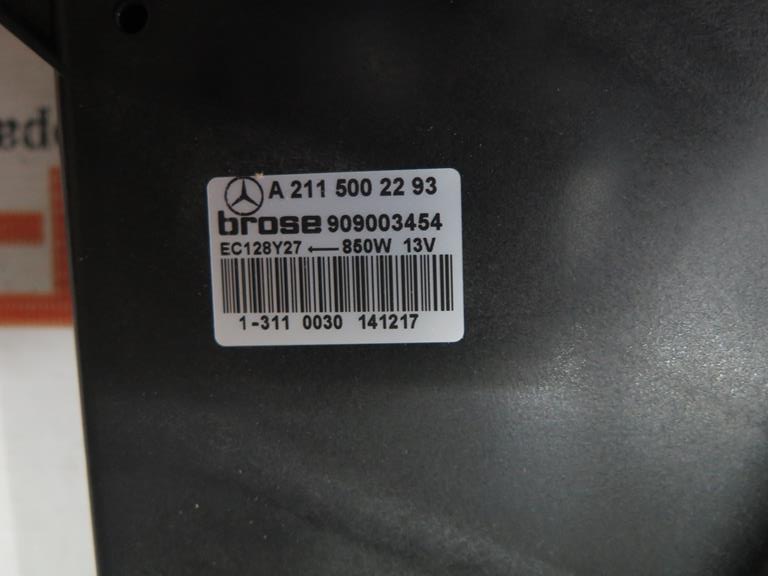 A 211 500 22 93
brose 909003454
EC128Y27 ← 850W 13V
1-311 0030 141217